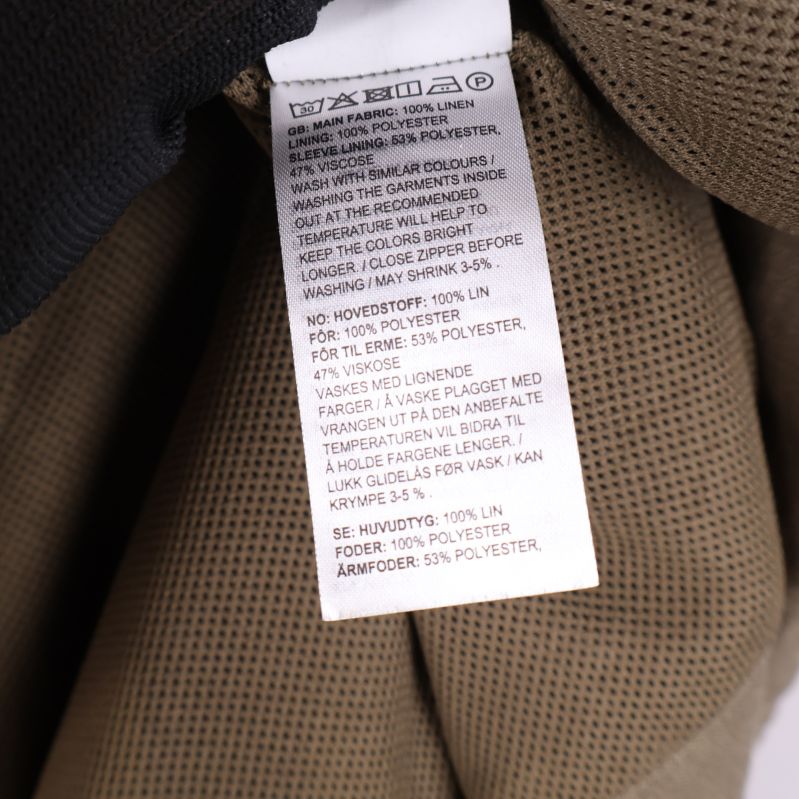 30 P
GB: MAIN FABRIC: 100% LINEN
LINING: 100% POLYESTER
SLEEVE LINING: 53% POLYESTER,
47% VISCOSE
WASH WITH SIMILAR COLOURS /
WASHING THE GARMENTS INSIDE
OUT AT THE RECOMMENDED
TEMPERATURE WILL HELP TO
KEEP THE COLORS BRIGHT
LONGER. / CLOSE ZIPPER BEFORE
WASHING / MAY SHRINK 3-5% .
NO: HOVEDSTOFF: 100% LIN
FÔR: 100% POLYESTER
FÔR TIL ERME: 53% POLYESTER,
47% VISKOSE
VASKES MED LIGNENDE
FARGER / Å VASKE PLAGGET MED
VRANGEN UT PÅ DEN ANBEFALTE
TEMPERATUREN VIL BIDRA TIL
Å HOLDE FARGENE LENGER. /
LUKK GLIDELÅS FØR VASK / KAN
KRYMPE 3-5 % .
SE: HUVUDTYG: 100% LIN
FODER: 100% POLYESTER
ÄRMFODER: 53% POLYESTER,